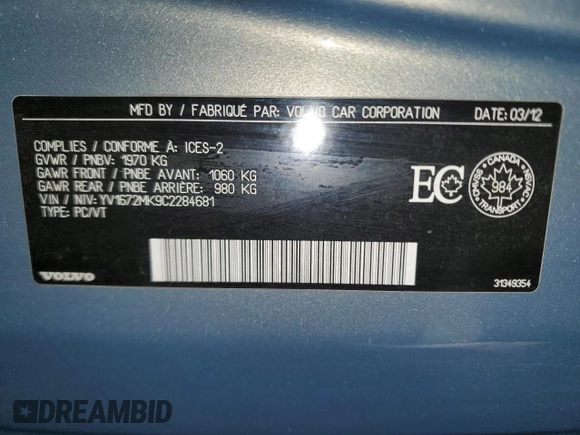 MFD BY / FABRIQUÉ PAR: VOLVO CAR CORPORATION DATE: 03/12
COMPLIES / CONFORME À: ICES-2
GVWR / PNBV: 1970 KG
GAWR FRONT / PNBE AVANT: 1060 KG
GAWR REAR / PNBE ARRIÈRE: 980 KG
VIN / NIV: YV1672MK9C2284681
TYPE: PC/VT
EC
CANADA
984
TRANSPORT
NSVAC
NSVAC
VOLVO
31349354
DREAMBID